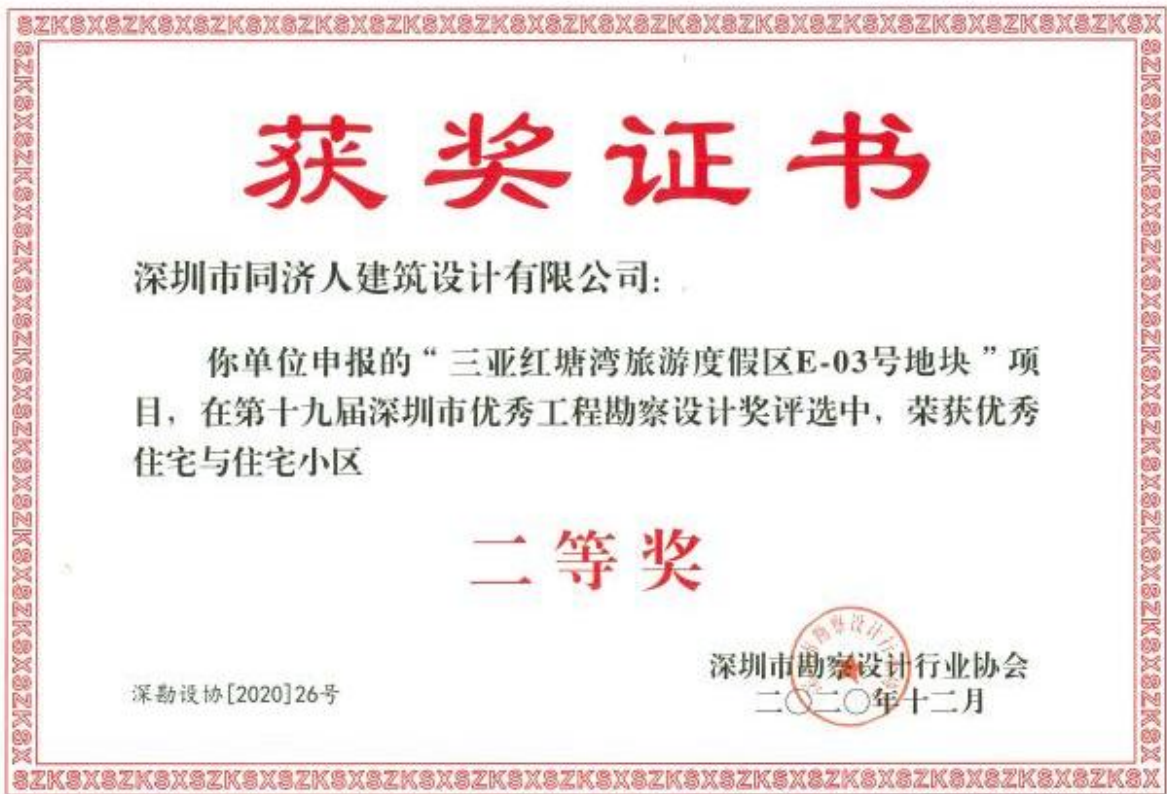 SZKSXSZKSXSZKSXSZKSXSZKSXSZKSXSZKSXSZKSXSZKSX
获奖证书
深圳市同济人建筑设计有限公司：
你单位申报的“三亚红塘湾旅游度假区E-03号地块”项
目，在第十九届深圳市优秀工程勘察设计奖评选中，荣获优秀
住宅与住宅小区
二等奖
深圳市勘察设计行业协会
深勘设协[2020]26号
二〇二〇年十二月
SZKSXSZKSXSZKSXSZKSXSZKSXSZKSXSZKSXSZKSXSZKSX